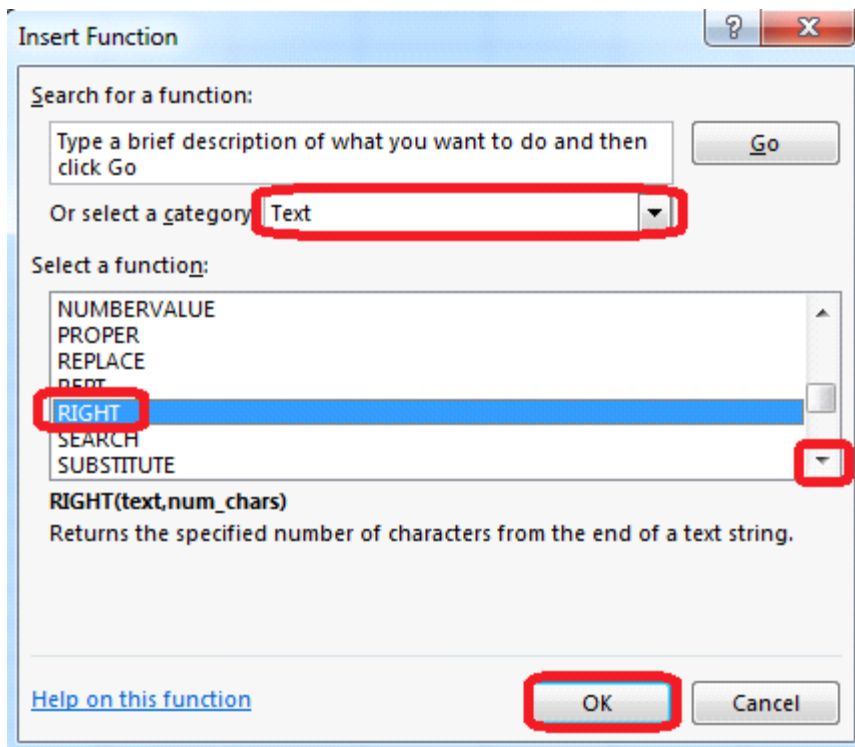 Insert Function
?
Search for a function:
Type a brief description of what you want to do and then
click Go
Go
Or select a category
Text
Select a function:
NUMBERVALUE
PROPER
REPLACE
REPT
RIGHT
SEARCH
SUBSTITUTE
RIGHT(text,num_chars)
Returns the specified number of characters from the end of a text string.
Help on this function
OK
Cancel